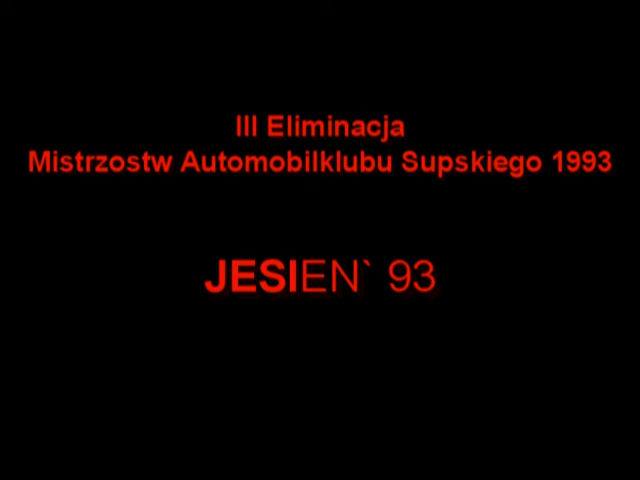 III Eliminacja
Mistrzostw Automobilklubu Supskiego 1993
JESIEN` 93